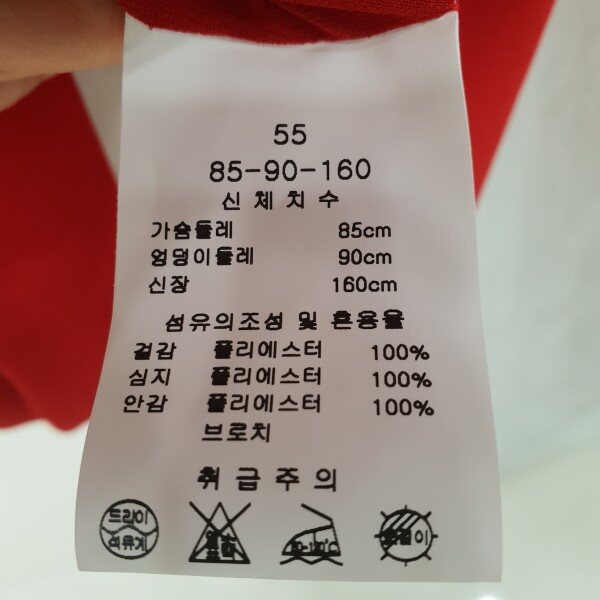 55
85-90-160
신체치수
가슴둘레 85cm
엉덩이둘레 90cm
신장 160cm
섬유의조성 및 혼용율
겉감 폴리에스터 100%
심지 폴리에스터 100%
안감 폴리에스터 100%
브로치
취급주의
드라이
석유계